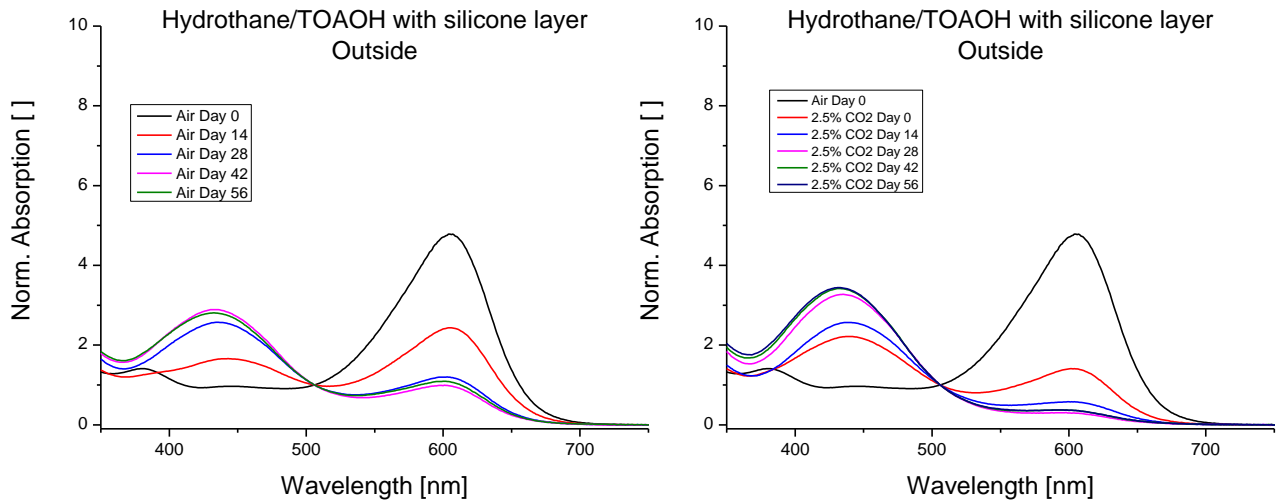 Hydrothane/TOAOH with silicone layer
Outside
Norm. Absorption [ ]
10
8
6
4
2
0
Air Day 0
Air Day 14
Air Day 28
Air Day 42
Air Day 56
400 500 600 700
Wavelength [nm]
Hydrothane/TOAOH with silicone layer
Outside
Norm. Absorption [ ]
10
8
6
4
2
0
Air Day 0
2.5% CO2 Day 0
2.5% CO2 Day 14
2.5% CO2 Day 28
2.5% CO2 Day 42
2.5% CO2 Day 56
400 500 600 700
Wavelength [nm]